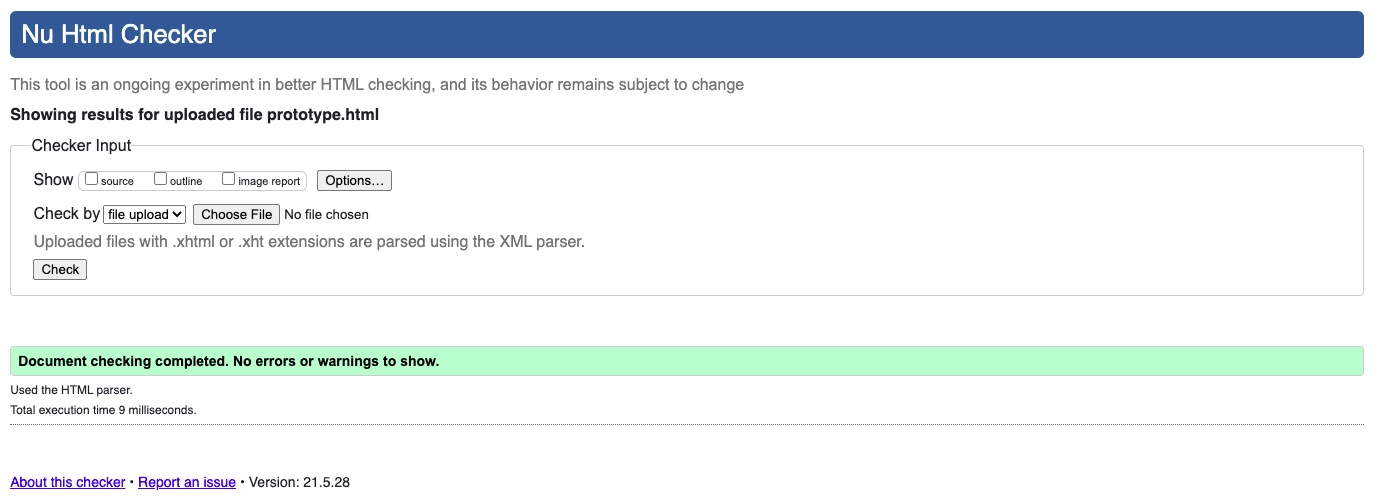 Nu Html Checker
This tool is an ongoing experiment in better HTML checking, and its behavior remains subject to change
Showing results for uploaded file prototype.html
Checker Input
Show source outline image report Options...
Check by file upload Choose File No file chosen
Uploaded files with .xhtml or .xht extensions are parsed using the XML parser.
Check
Document checking completed. No errors or warnings to show.
Used the HTML parser.
Total execution time 9 milliseconds.
About this checker • Report an issue • Version: 21.5.28